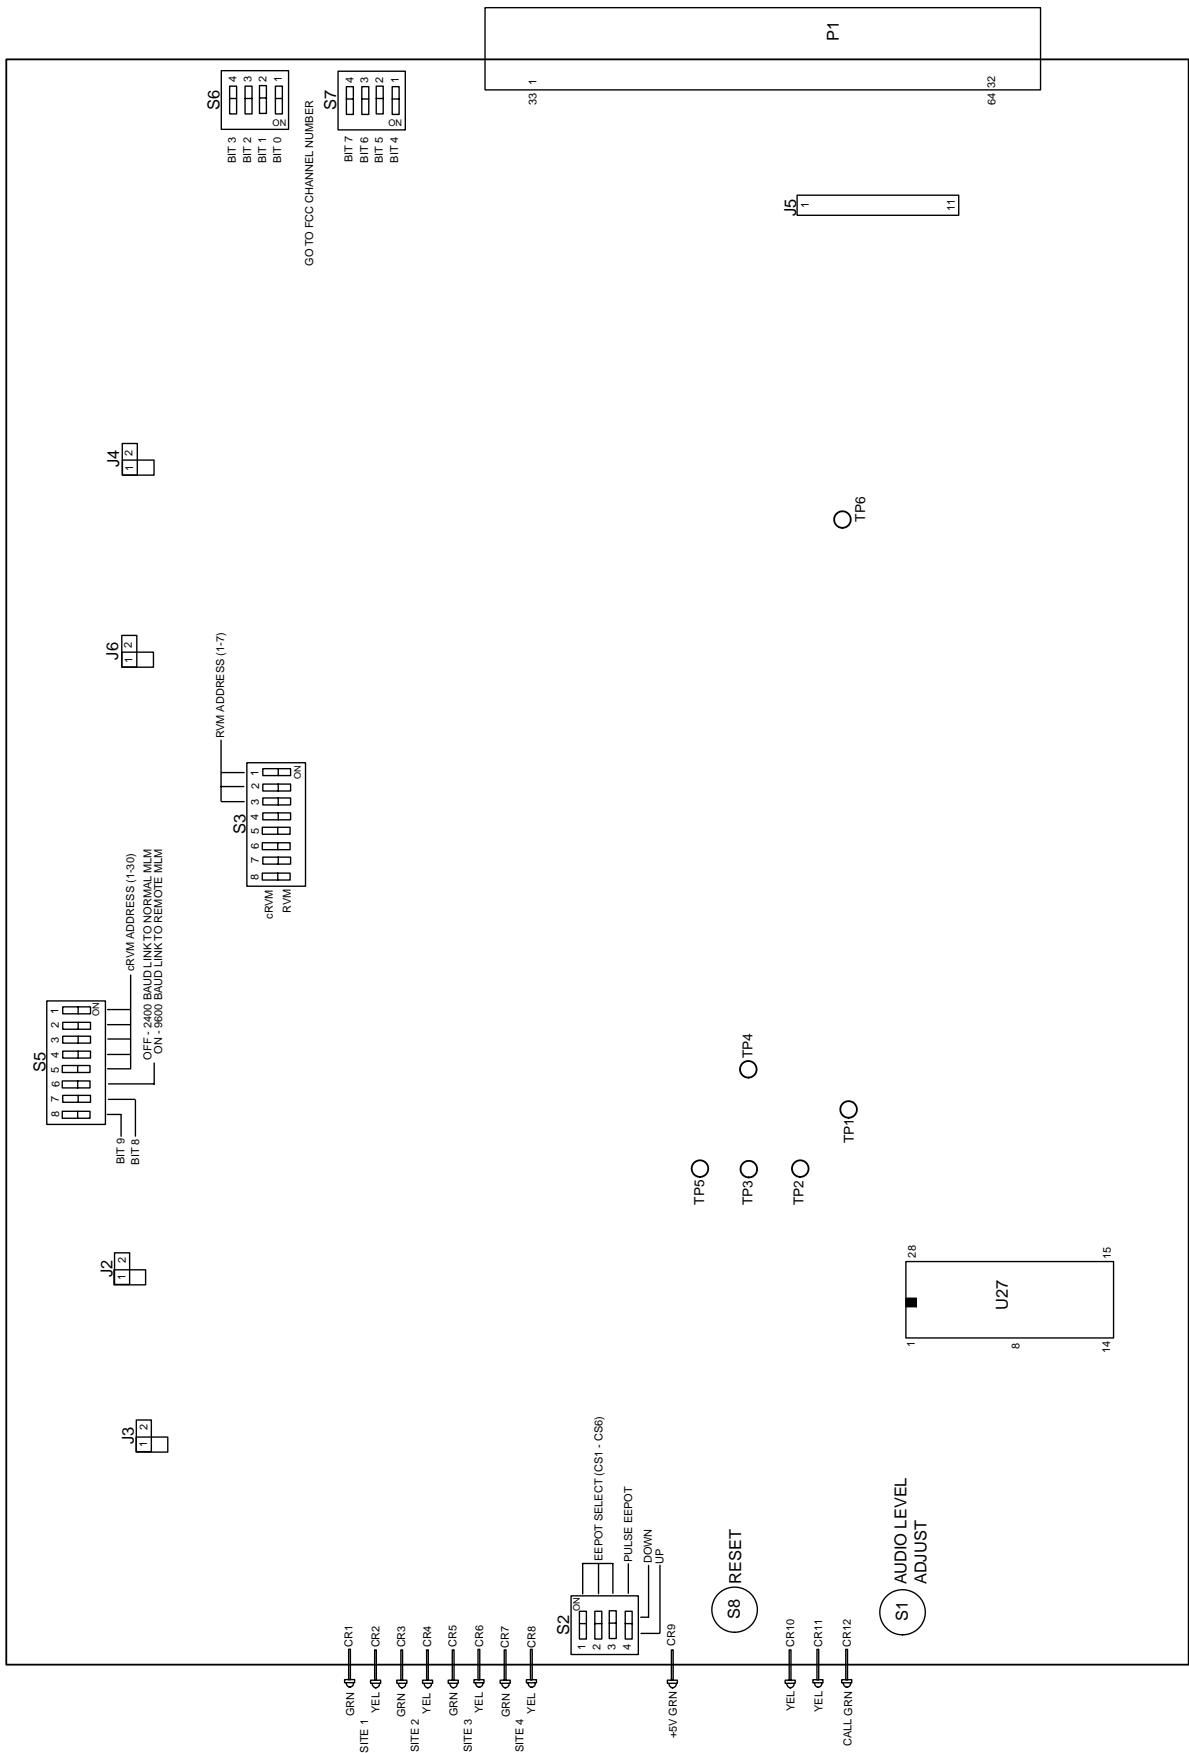 P1
33 1
64 32
S6
4
3
2
1
ON
BIT 3
BIT 2
BIT 1
BIT 0
GO TO FCC CHANNEL NUMBER
S7
4
3
2
1
ON
BIT 7
BIT 6
BIT 5
BIT 4
J5
1
11
J4
1 2
TP6
J6
1 2
RVM ADDRESS (1-7)
S3
8 7 6 5 4 3 2 1
ON
cRVM
RVM
S5
8 7 6 5 4 3 2 1
ON
cRVM ADDRESS (1-30)
OFF - 2400 BAUD LINK TO NORMAL MLM
ON - 9600 BAUD LINK TO REMOTE MLM
BIT 9
BIT 8
TP4
TP1
TP5
TP3
TP2
J2
1 2
28
15
U27
1
8
14
J3
1 2
S2
ON
1
2
3
4
EEPOT SELECT (CS1 - CS6)
PULSE EEPOT
DOWN
UP
S8 RESET
S1 AUDIO LEVEL
ADJUST
GRN CR1
SITE 1
YEL CR2
GRN CR3
SITE 2
YEL CR4
GRN CR5
SITE 3
YEL CR6
GRN CR7
SITE 4
YEL CR8
+5V GRN CR9
YEL CR10
YEL CR11
CALL GRN CR12